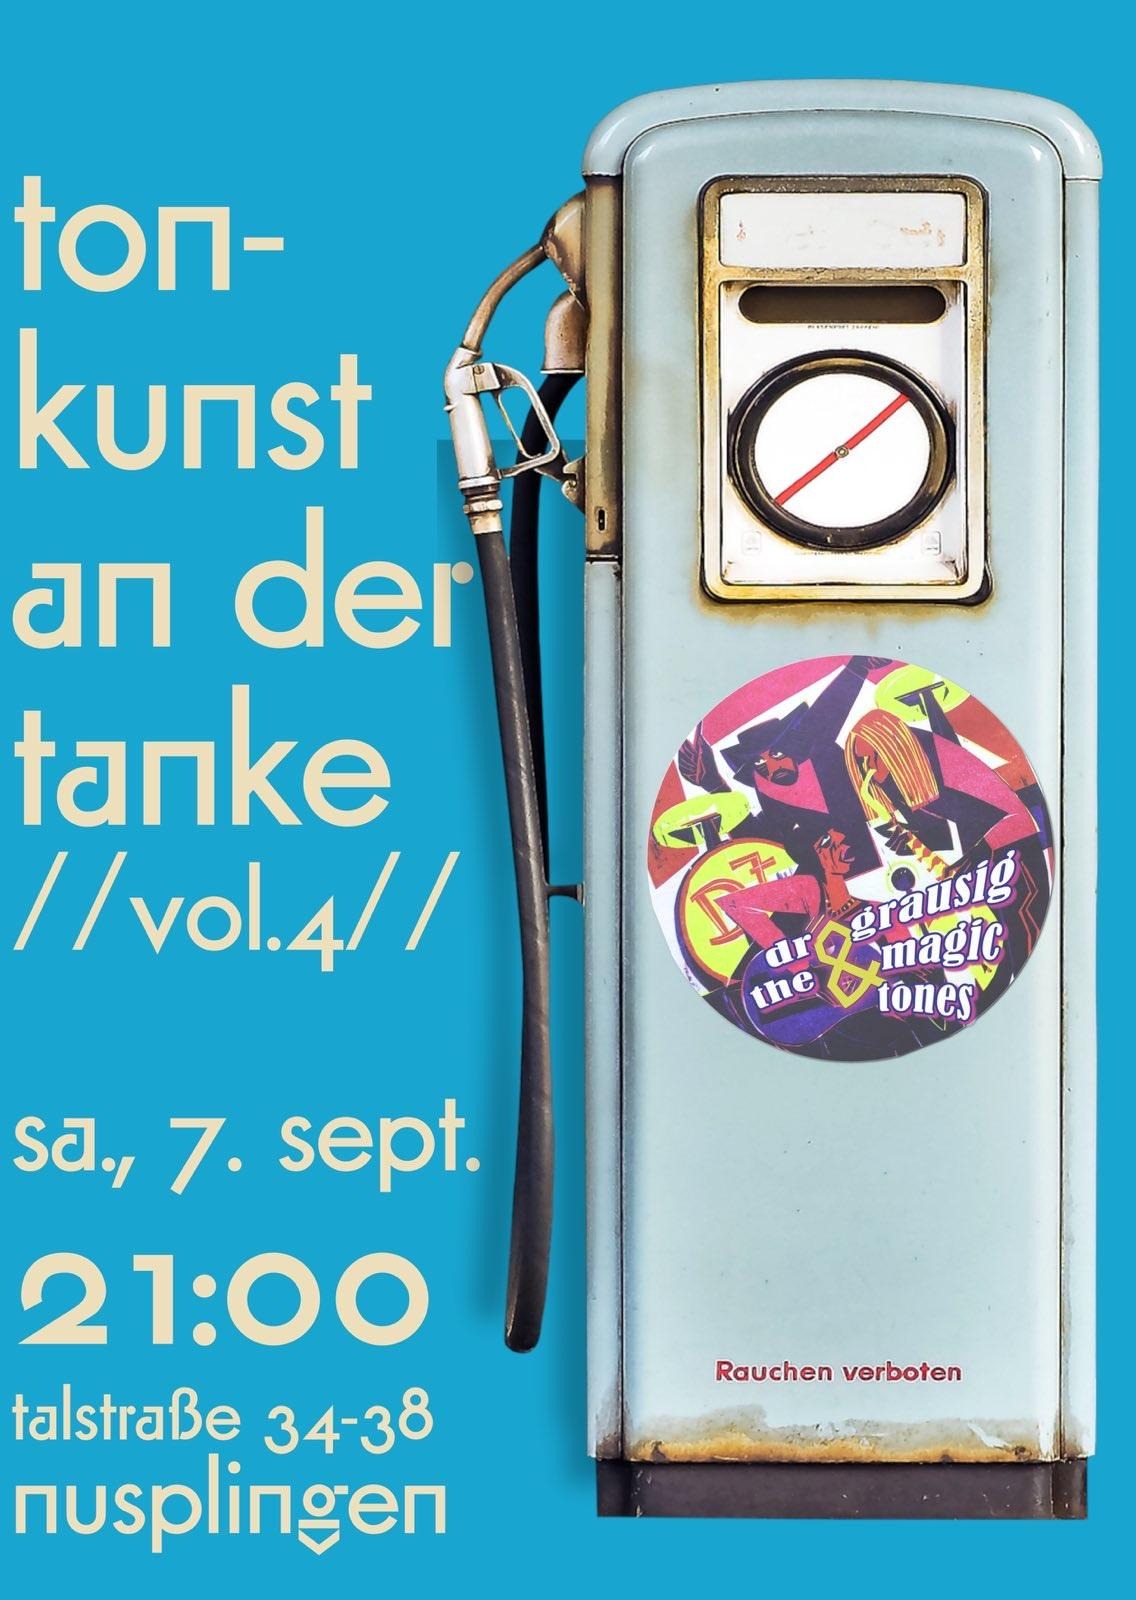 ton-
kunst
an der
tanke
//vol.4//
sa., 7. sept.
21:00
talstraße 34-38
nusplingen
dr & grausig
the magic
tones
Rauchen verboten